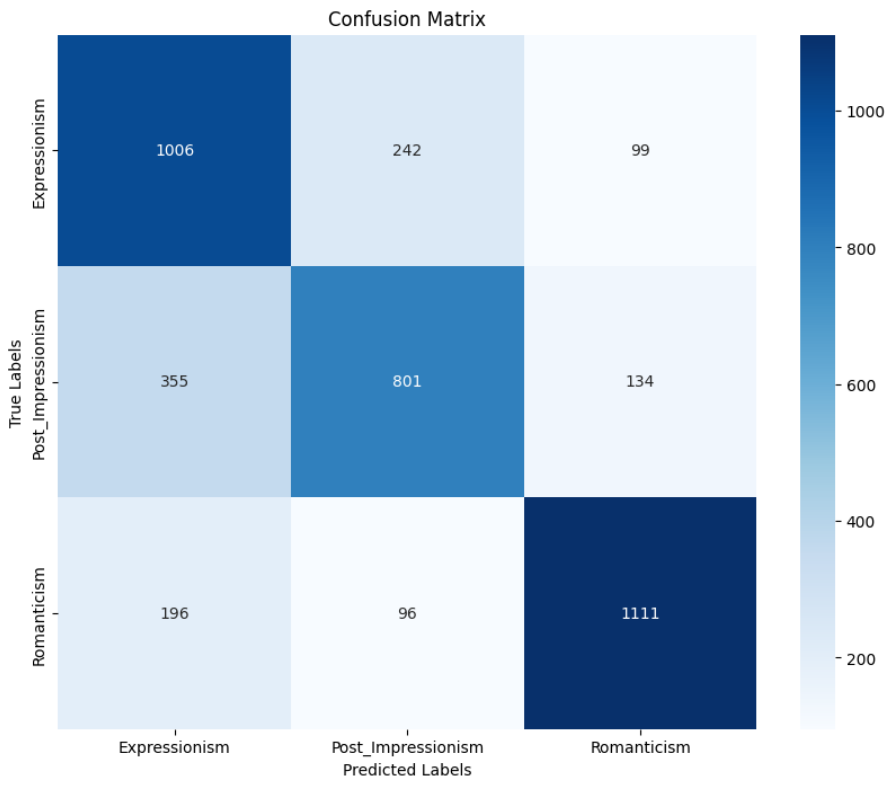 Confusion Matrix
Expressionism
1006
242
99
Post_Impressionism
355
801
134
Romanticism
196
96
1111
True Labels
Expressionism
Post_Impressionism
Romanticism
Predicted Labels
1000
800
600
400
200